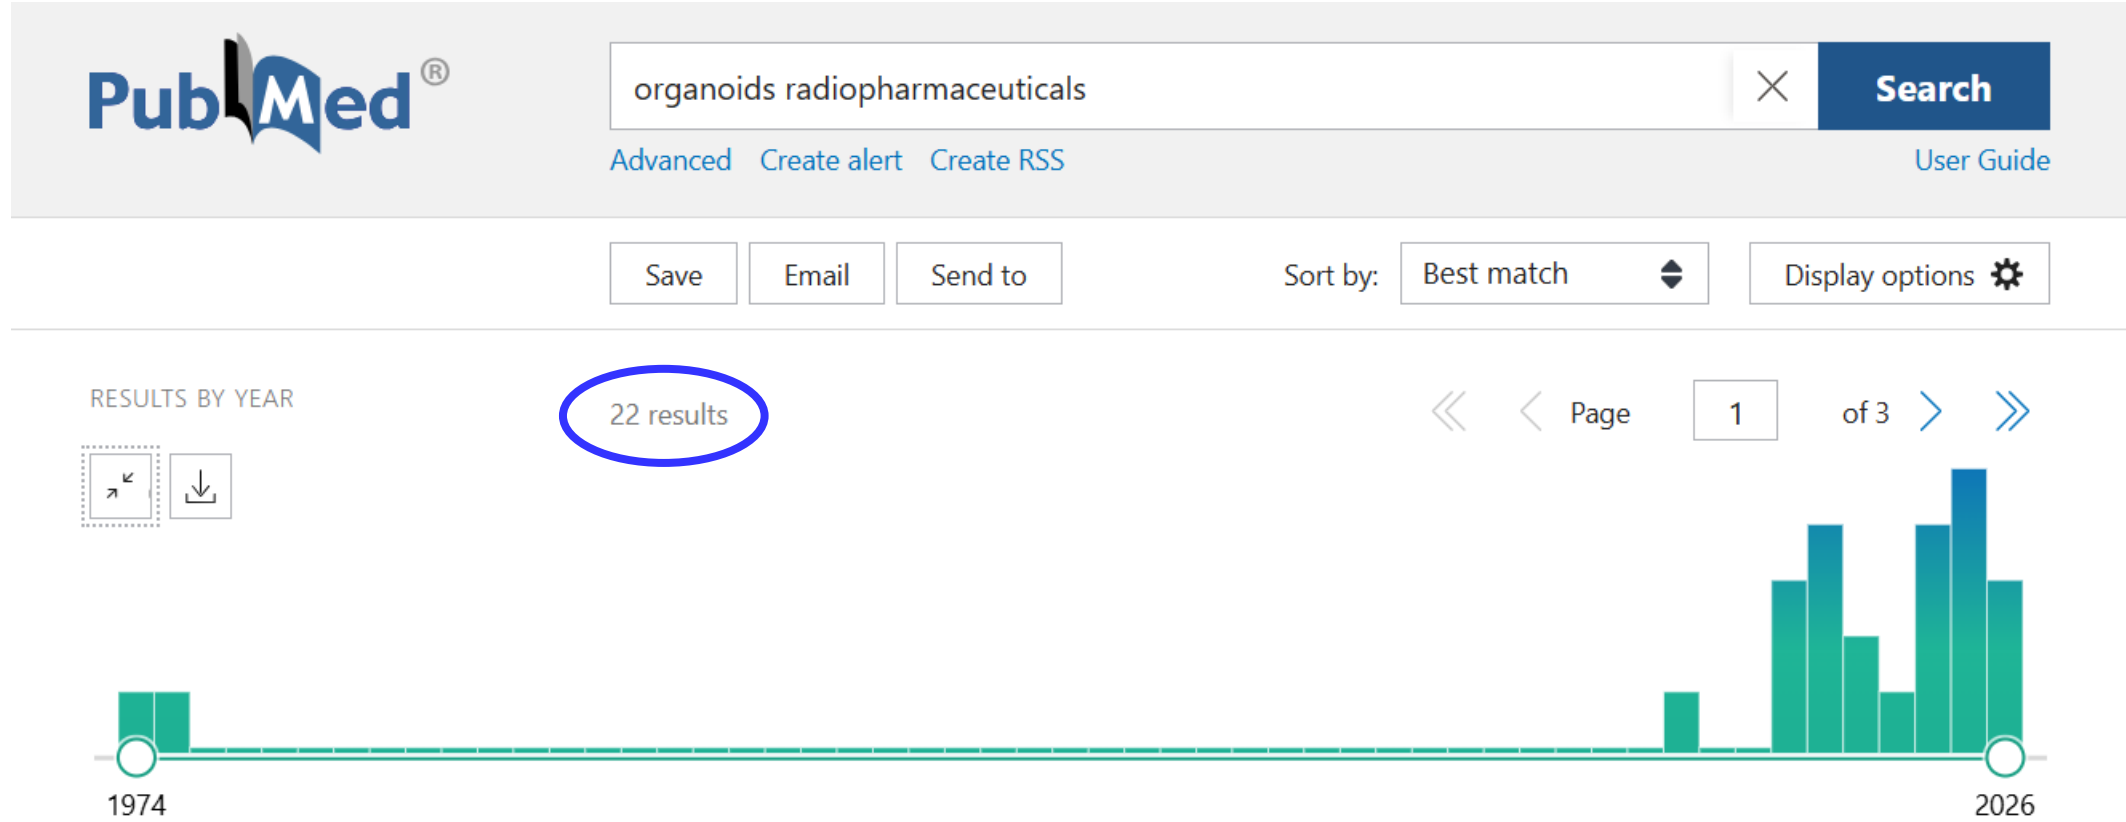 PubMed®
organoids radiopharmaceuticals
Search
Advanced Create alert Create RSS User Guide
Save Email Send to Sort by: Best match Display options
RESULTS BY YEAR
22 results
Page 1 of 3
1974 2026